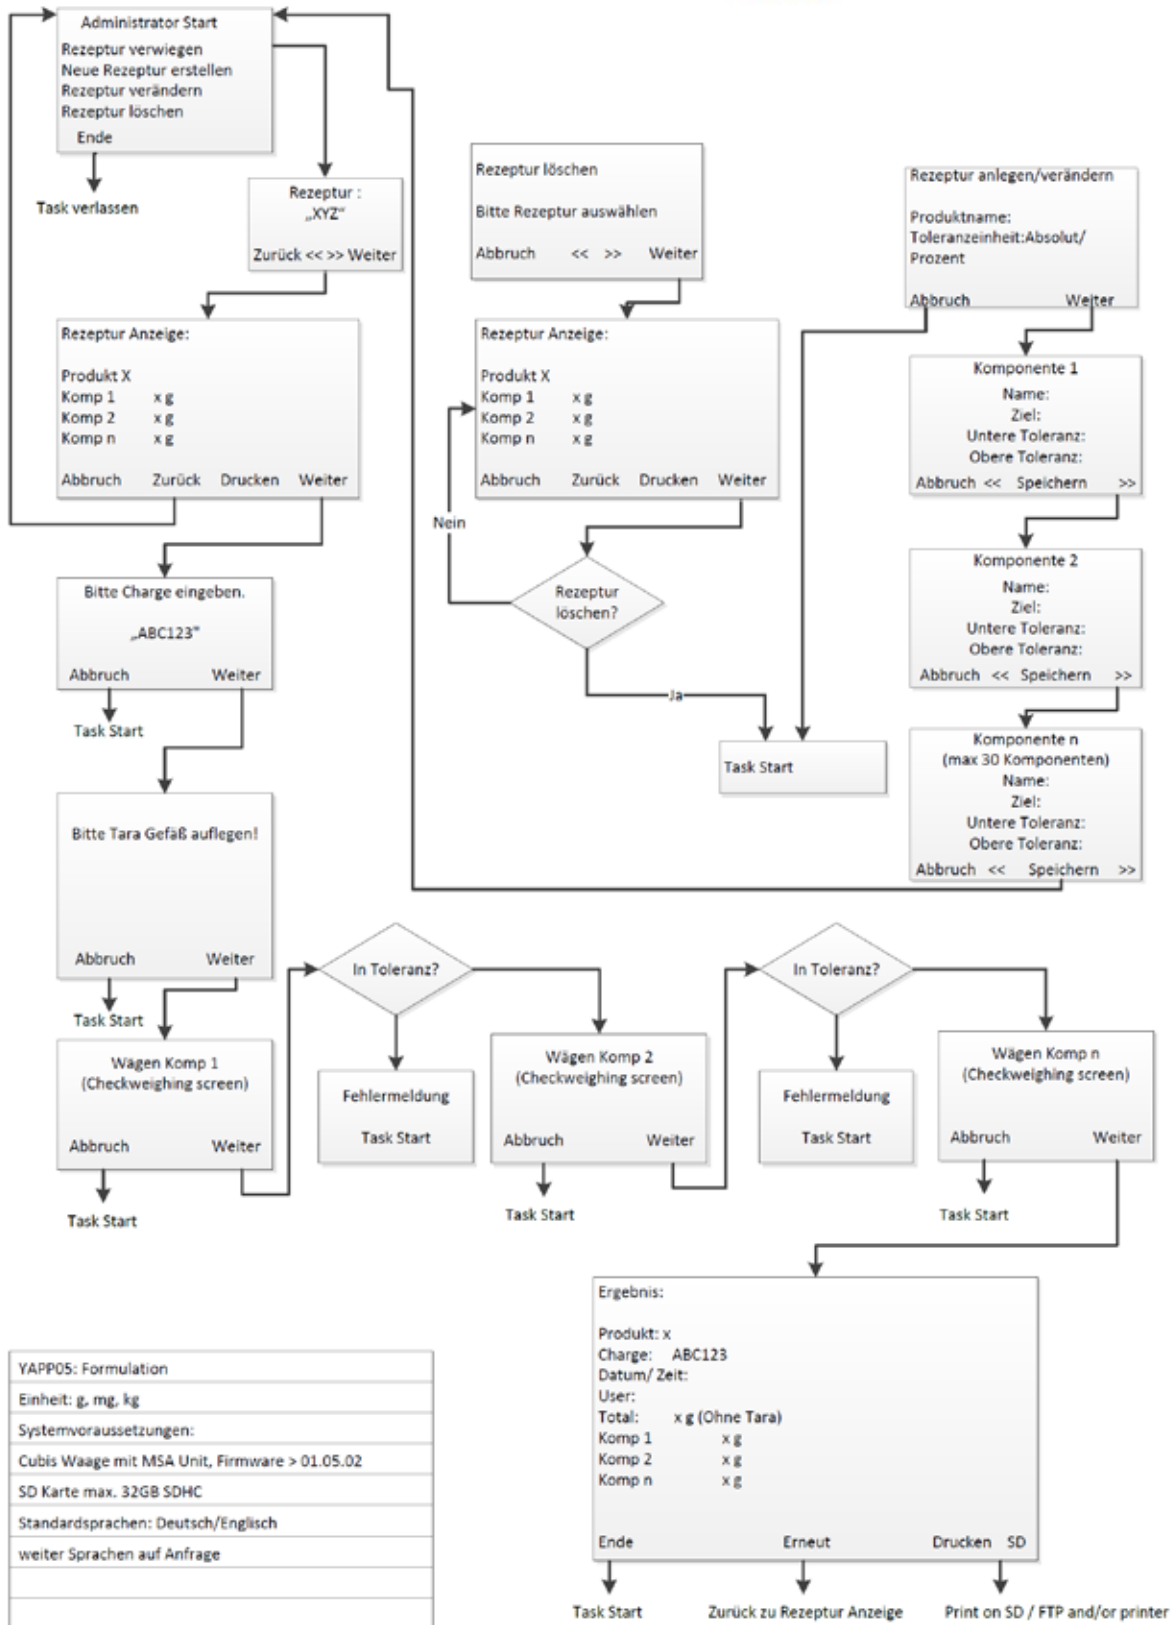 Administrator Start
Rezeptur verwiegen
Neue Rezeptur erstellen
Rezeptur verändern
Rezeptur löschen
Ende
Task verlassen
Rezeptur :
„XYZ“
Zurück << >> Weiter
Rezeptur Anzeige:
Produkt X
Komp 1 x g
Komp 2 x g
Komp n x g
Abbruch Zurück Drucken Weiter
Bitte Charge eingeben.
„ABC123“
Abbruch Weiter
Task Start
Bitte Tara Gefäß auflegen!
Abbruch Weiter
Task Start
Rezeptur löschen
Bitte Rezeptur auswählen
Abbruch << >> Weiter
Rezeptur Anzeige:
Produkt X
Komp 1 x g
Komp 2 x g
Komp n x g
Abbruch Zurück Drucken Weiter
Nein
Rezeptur
löschen?
Ja
Task Start
Rezeptur anlegen/verändern
Produktname:
Toleranzeinheit:Absolut/
Prozent
Abbruch Weiter
Komponente 1
Name:
Ziel:
Untere Toleranz:
Obere Toleranz:
Abbruch << Speichern >>
Komponente 2
Name:
Ziel:
Untere Toleranz:
Obere Toleranz:
Abbruch << Speichern >>
Komponente n
(max 30 Komponenten)
Name:
Ziel:
Untere Toleranz:
Obere Toleranz:
Abbruch << Speichern >>
Wägen Komp 1
(Checkweighing screen)
Abbruch Weiter
Task Start
In Toleranz?
Fehlermeldung
Task Start
Wägen Komp 2
(Checkweighing screen)
Abbruch Weiter
Task Start
In Toleranz?
Fehlermeldung
Task Start
Wägen Komp n
(Checkweighing screen)
Abbruch Weiter
Task Start
Ergebnis:
Produkt: x
Charge: ABC123
Datum/ Zeit:
User:
Total: x g (Ohne Tara)
Komp 1 x g
Komp 2 x g
Komp n x g
Ende Erneut Drucken SD
Task Start
Zurück zu Rezeptur Anzeige
Print on SD / FTP and/or printer
YAPP05: Formulation
Einheit: g, mg, kg
Systemvoraussetzungen:
Cubis Waage mit MSA Unit, Firmware > 01.05.02
SD Karte max. 32GB SDHC
Standardsprachen: Deutsch/Englisch
weiter Sprachen auf Anfrage